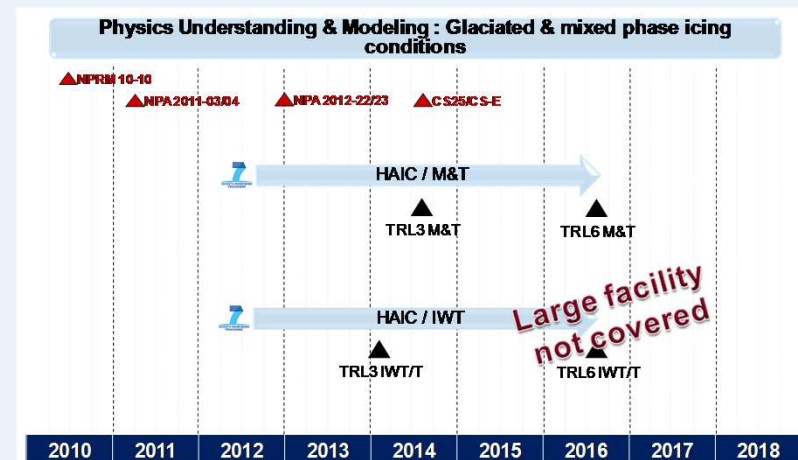 Physics Understanding & Modeling : Glaciated & mixed phase icing
conditions
NPRM 10-10
NPA 2011-03/04
NPA 2012-22/23
CS25/CS-E
7
HAIC / M&T
TRL3 M&T
TRL6 M&T
7
HAIC / IWT
Large facility
not covered
TRL3 IWT/T
TRL6 IWT/T
2010 2011 2012 2013 2014 2015 2016 2017 2018